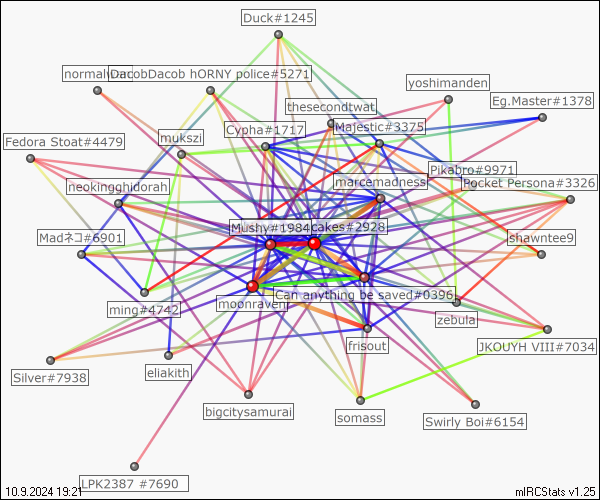 Duck#1245
DacobDacob hORNY police#5271
yoshimanden
Eg.Master#1378
thesecondtwat
Cypha#1717
Majestic#3375
mukszi
Fedora Stoat#4479
Pikabro#9971
neokingghidorah
marcemadness
Pocket Persona#3326
Mushy#1984
cakes#2928
Madネコ#6901
shawntee9
Can anything be saved#0396
moonraven
ming#4742
zebula
frisout
JKOUYH VIII#7034
Silver#7938
eliakith
bigcitysamurai
somass
Swirly Boi#6154
LPK2387 #7690
10.9.2024 19:21
mIRCStats v1.25